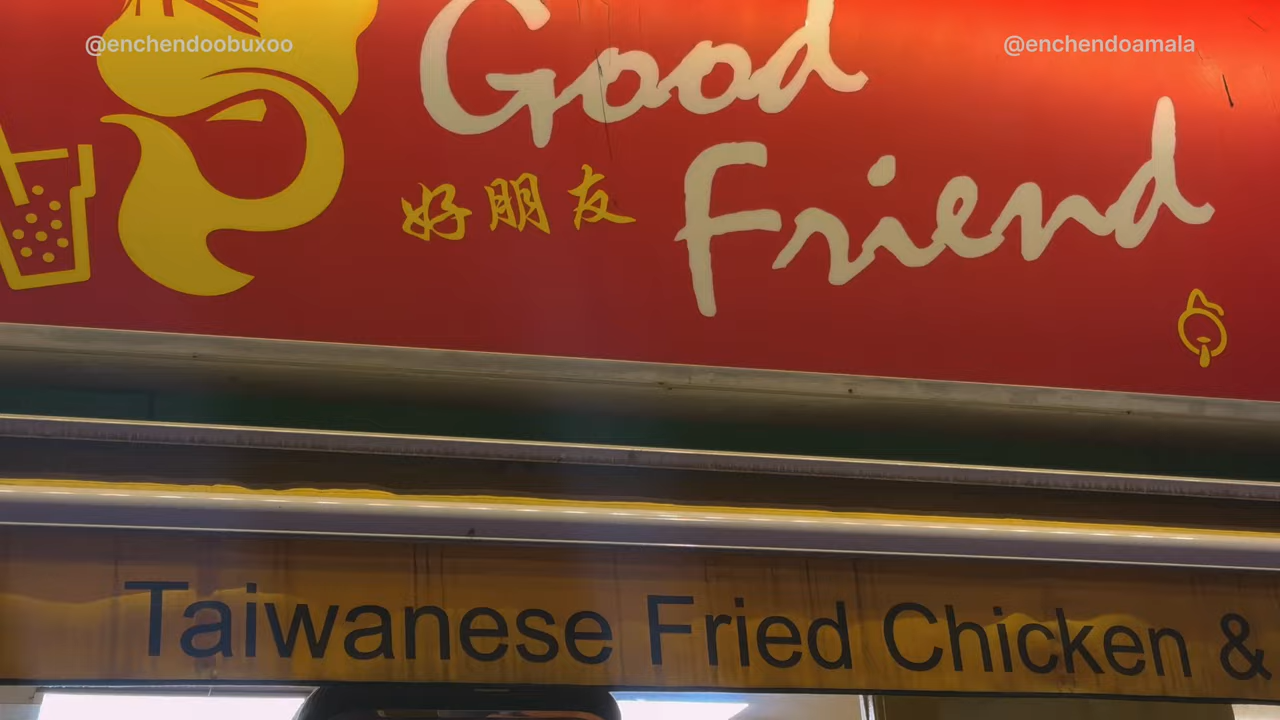 @enchendoobuxoo
@enchendoamala
Good
Friend
好朋友
Taiwanese Fried Chicken &